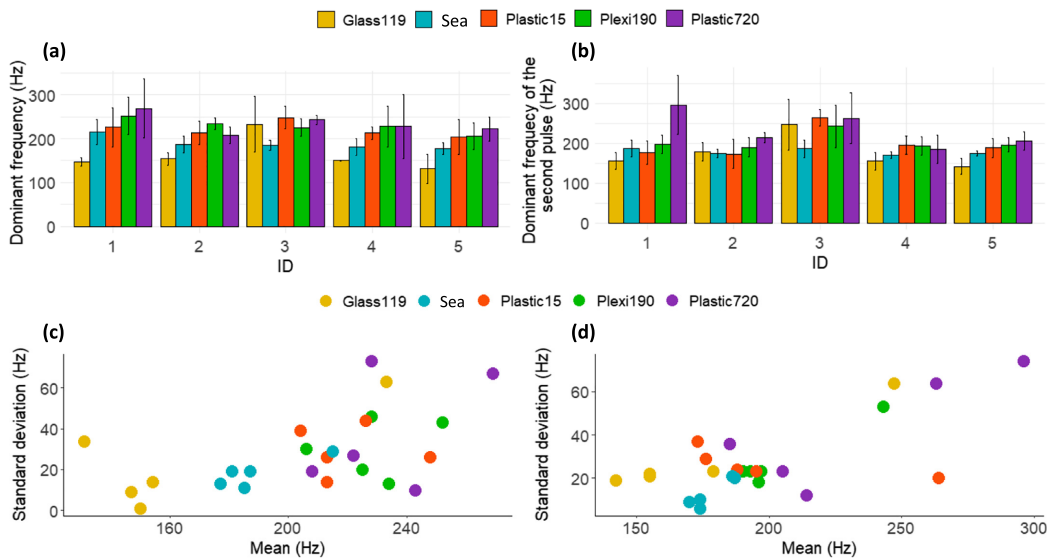 Glass119 Sea Plastic15 Plexi190 Plastic720
(a)
Dominant frequency (Hz)
300
200
100
0
1 2 3 4 5
ID
(b)
Dominant frequecy of the
second pulse (Hz)
300
200
100
0
1 2 3 4 5
ID
Glass119 Sea Plastic15 Plexi190 Plastic720
(c)
Standard deviation (Hz)
60
40
20
0
160 200 240
Mean (Hz)
(d)
Standard deviation (Hz)
60
40
20
150 200 250 300
Mean (Hz)